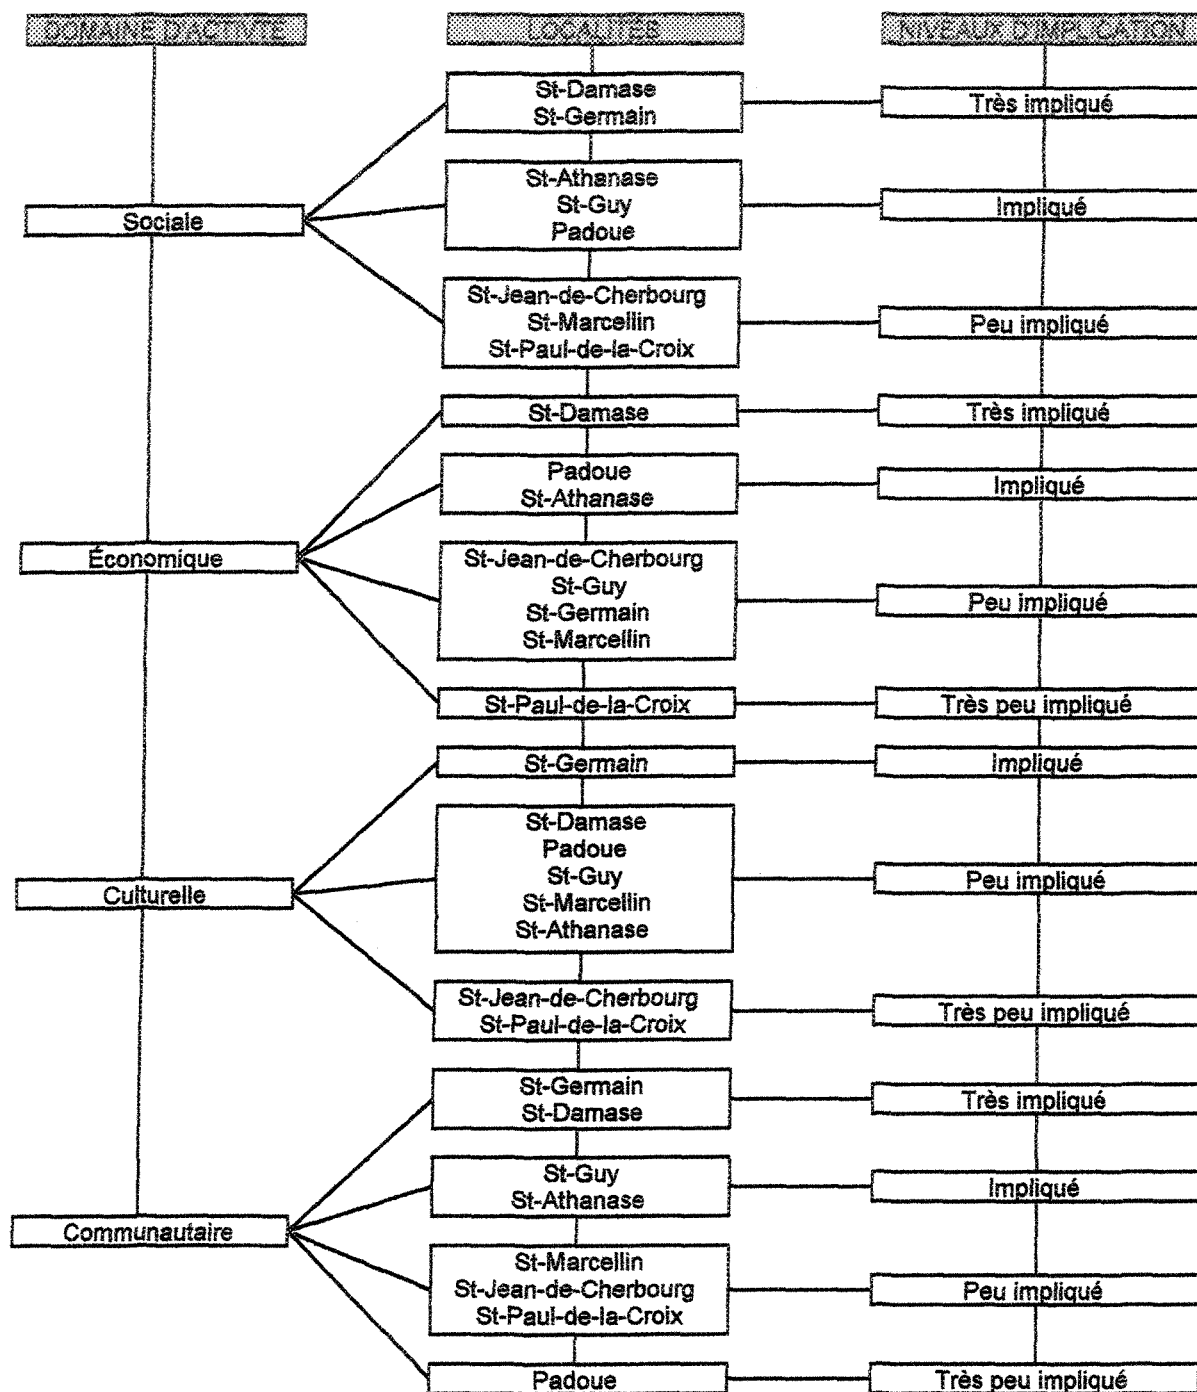 DOMAINE D'ACTIVITÉ
LOCALITÉS
NIVEAUX D'IMPLICATION
St-Damase
St-Germain
Très impliqué
Sociale
St-Athanase
St-Guy
Padoue
Impliqué
St-Jean-de-Cherbourg
St-Marcellin
St-Paul-de-la-Croix
Peu impliqué
St-Damase
Très impliqué
Padoue
St-Athanase
Impliqué
Économique
St-Jean-de-Cherbourg
St-Guy
St-Germain
St-Marcellin
Peu impliqué
St-Paul-de-la-Croix
Très peu impliqué
St-Germain
Impliqué
Culturelle
St-Damase
Padoue
St-Guy
St-Marcellin
St-Athanase
Peu impliqué
St-Jean-de-Cherbourg
St-Paul-de-la-Croix
Très peu impliqué
St-Germain
St-Damase
Très impliqué
St-Guy
St-Athanase
Impliqué
Communautaire
St-Marcellin
St-Jean-de-Cherbourg
St-Paul-de-la-Croix
Peu impliqué
Padoue
Très peu impliqué